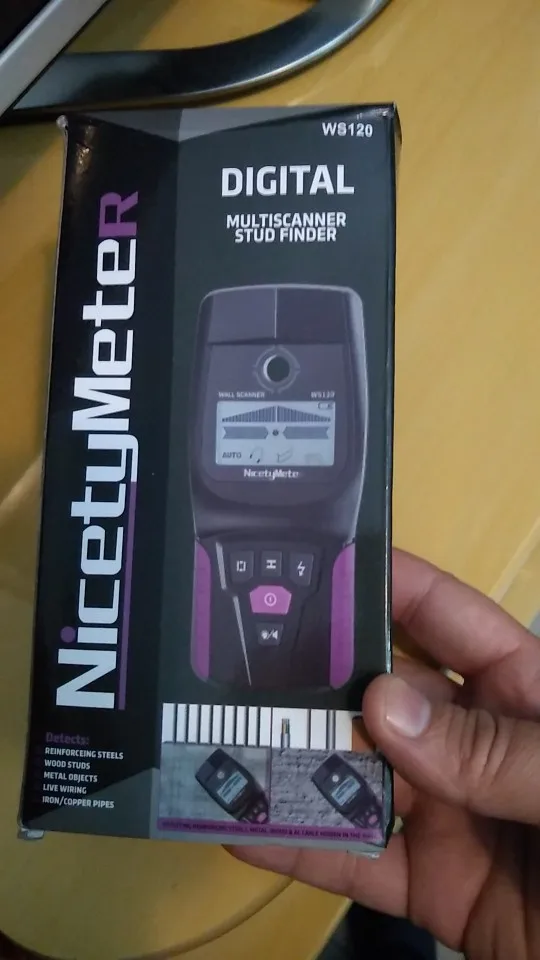 WS120
DIGITAL
MULTISCANNER
STUD FINDER
NicetyMeteR
WALL SCANNER WS120
AUTO
NicetyMete
Detects:
REINFORCEING STEELS
WOOD STUDS
METAL OBJECTS
LIVE WIRING
IRON/COPPER PIPES